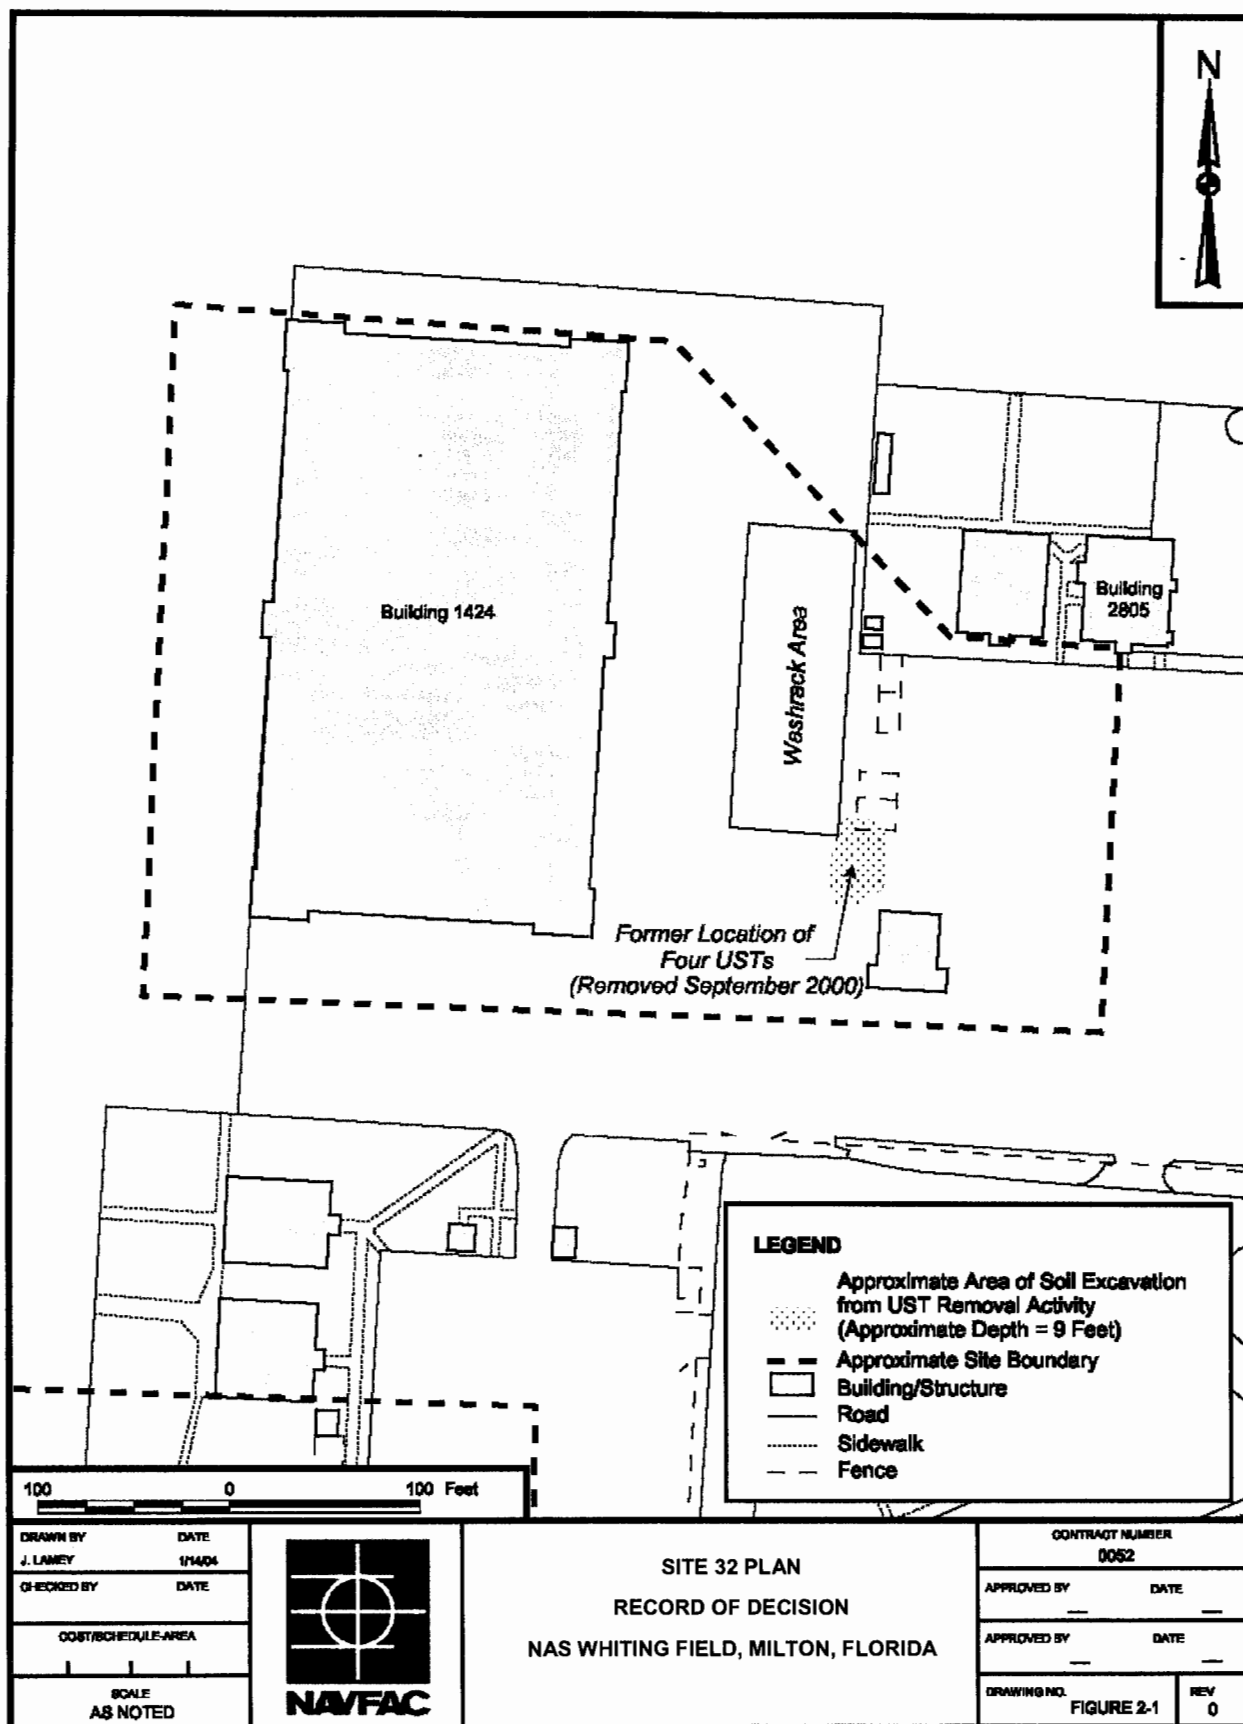 N
Building 1424
Building
2805
Washrack Area
Former Location of
Four USTs
(Removed September 2000)
LEGEND
Approximate Area of Soil Excavation
from UST Removal Activity
(Approximate Depth = 9 Feet)
Approximate Site Boundary
Building/Structure
Road
Sidewalk
Fence
100 0 100 Feet
DRAWN BY DATE
J. LAMEY 1/14/04
CHECKED BY DATE
COST/SCHEDULE-AREA
SCALE
AS NOTED
NAVFAC
SITE 32 PLAN
RECORD OF DECISION
NAS WHITING FIELD, MILTON, FLORIDA
CONTRACT NUMBER
0052
APPROVED BY DATE
APPROVED BY DATE
DRAWING NO. REV
FIGURE 2-1 0